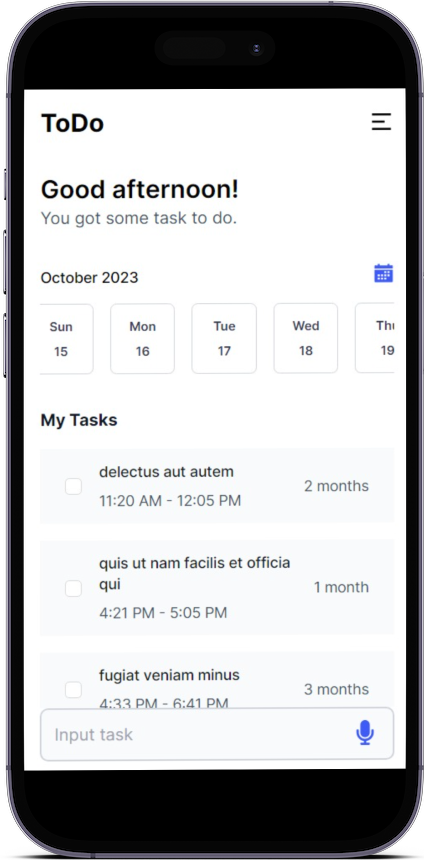 ToDo
Good afternoon!
You got some task to do.
October 2023
Sun Mon Tue Wed Thu
15 16 17 18 19
My Tasks
delectus aut autem
2 months
11:20 AM - 12:05 PM
quis ut nam facilis et officia
qui
1 month
4:21 PM - 5:05 PM
fugiat veniam minus
3 months
4:33 PM - 6:41 PM
Input task